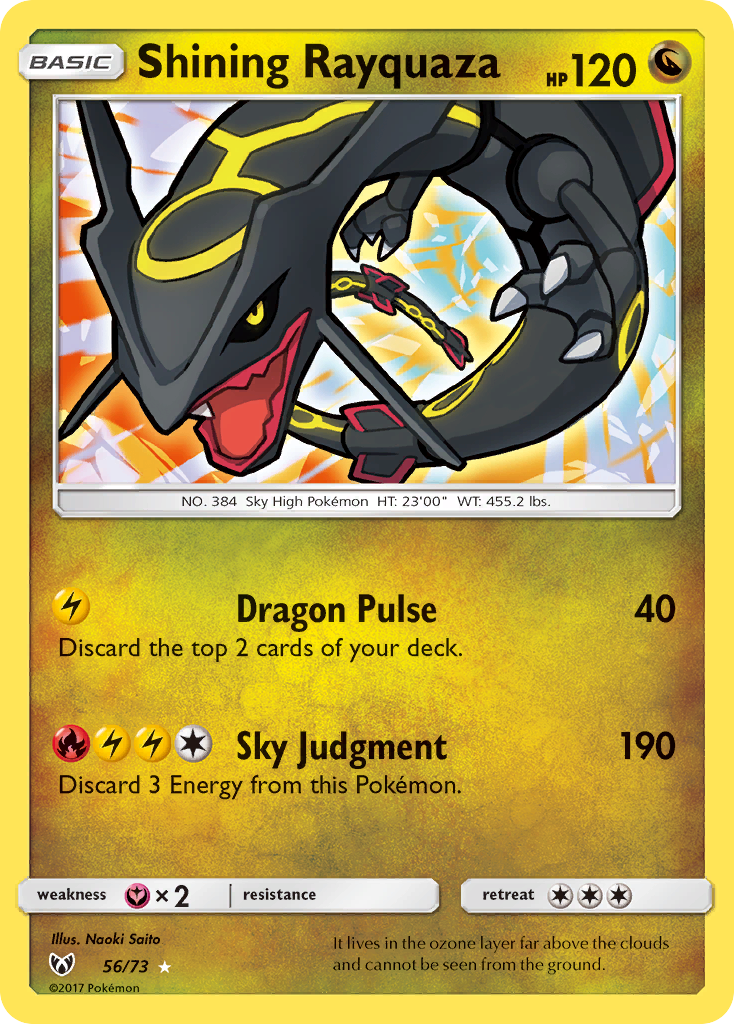 BASIC Shining Rayquaza HP 120
NO. 384 Sky High Pokémon HT: 23'00" WT: 455.2 lbs.
Dragon Pulse 40
Discard the top 2 cards of your deck.
Sky Judgment 190
Discard 3 Energy from this Pokémon.
weakness ×2 resistance retreat
Illus. Naoki Saito
56/73
©2017 Pokémon
It lives in the ozone layer far above the clouds
and cannot be seen from the ground.